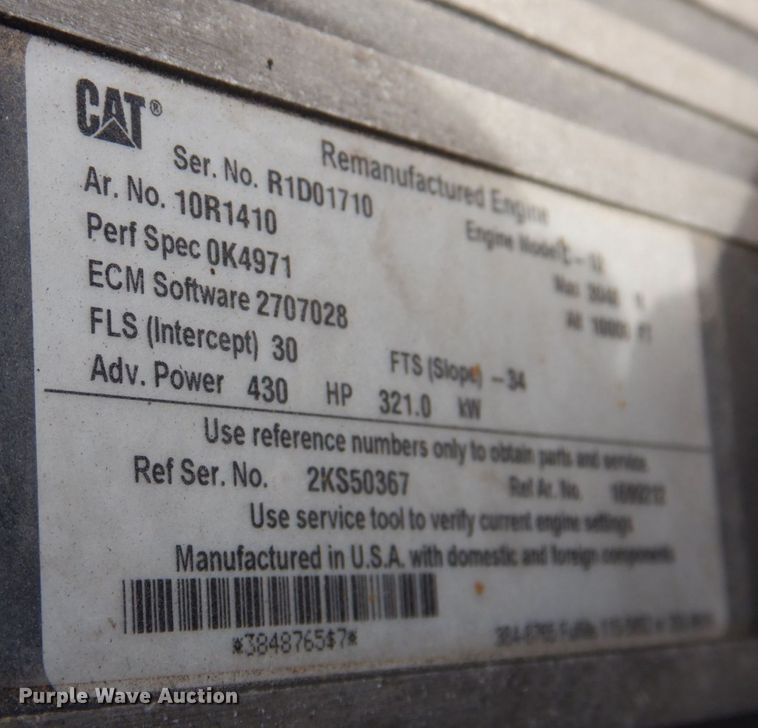 CAT®
Remanufactured Engine
Ser. No. R1D01710
Engine Model
Ar. No. 10R1410
Perf Spec 0K4971
ECM Software 2707028
FLS (Intercept) 30 FTS (Slope) -34
Adv. Power 430 HP 321.0 kW
Use reference numbers only to obtain parts and service
Ref Ser. No. 2KS50367 Ref Ar. No.
Use service tool to verify current engine settings
Manufactured in U.S.A. with domestic and foreign components
*3848765$7*
Purple Wave Auction